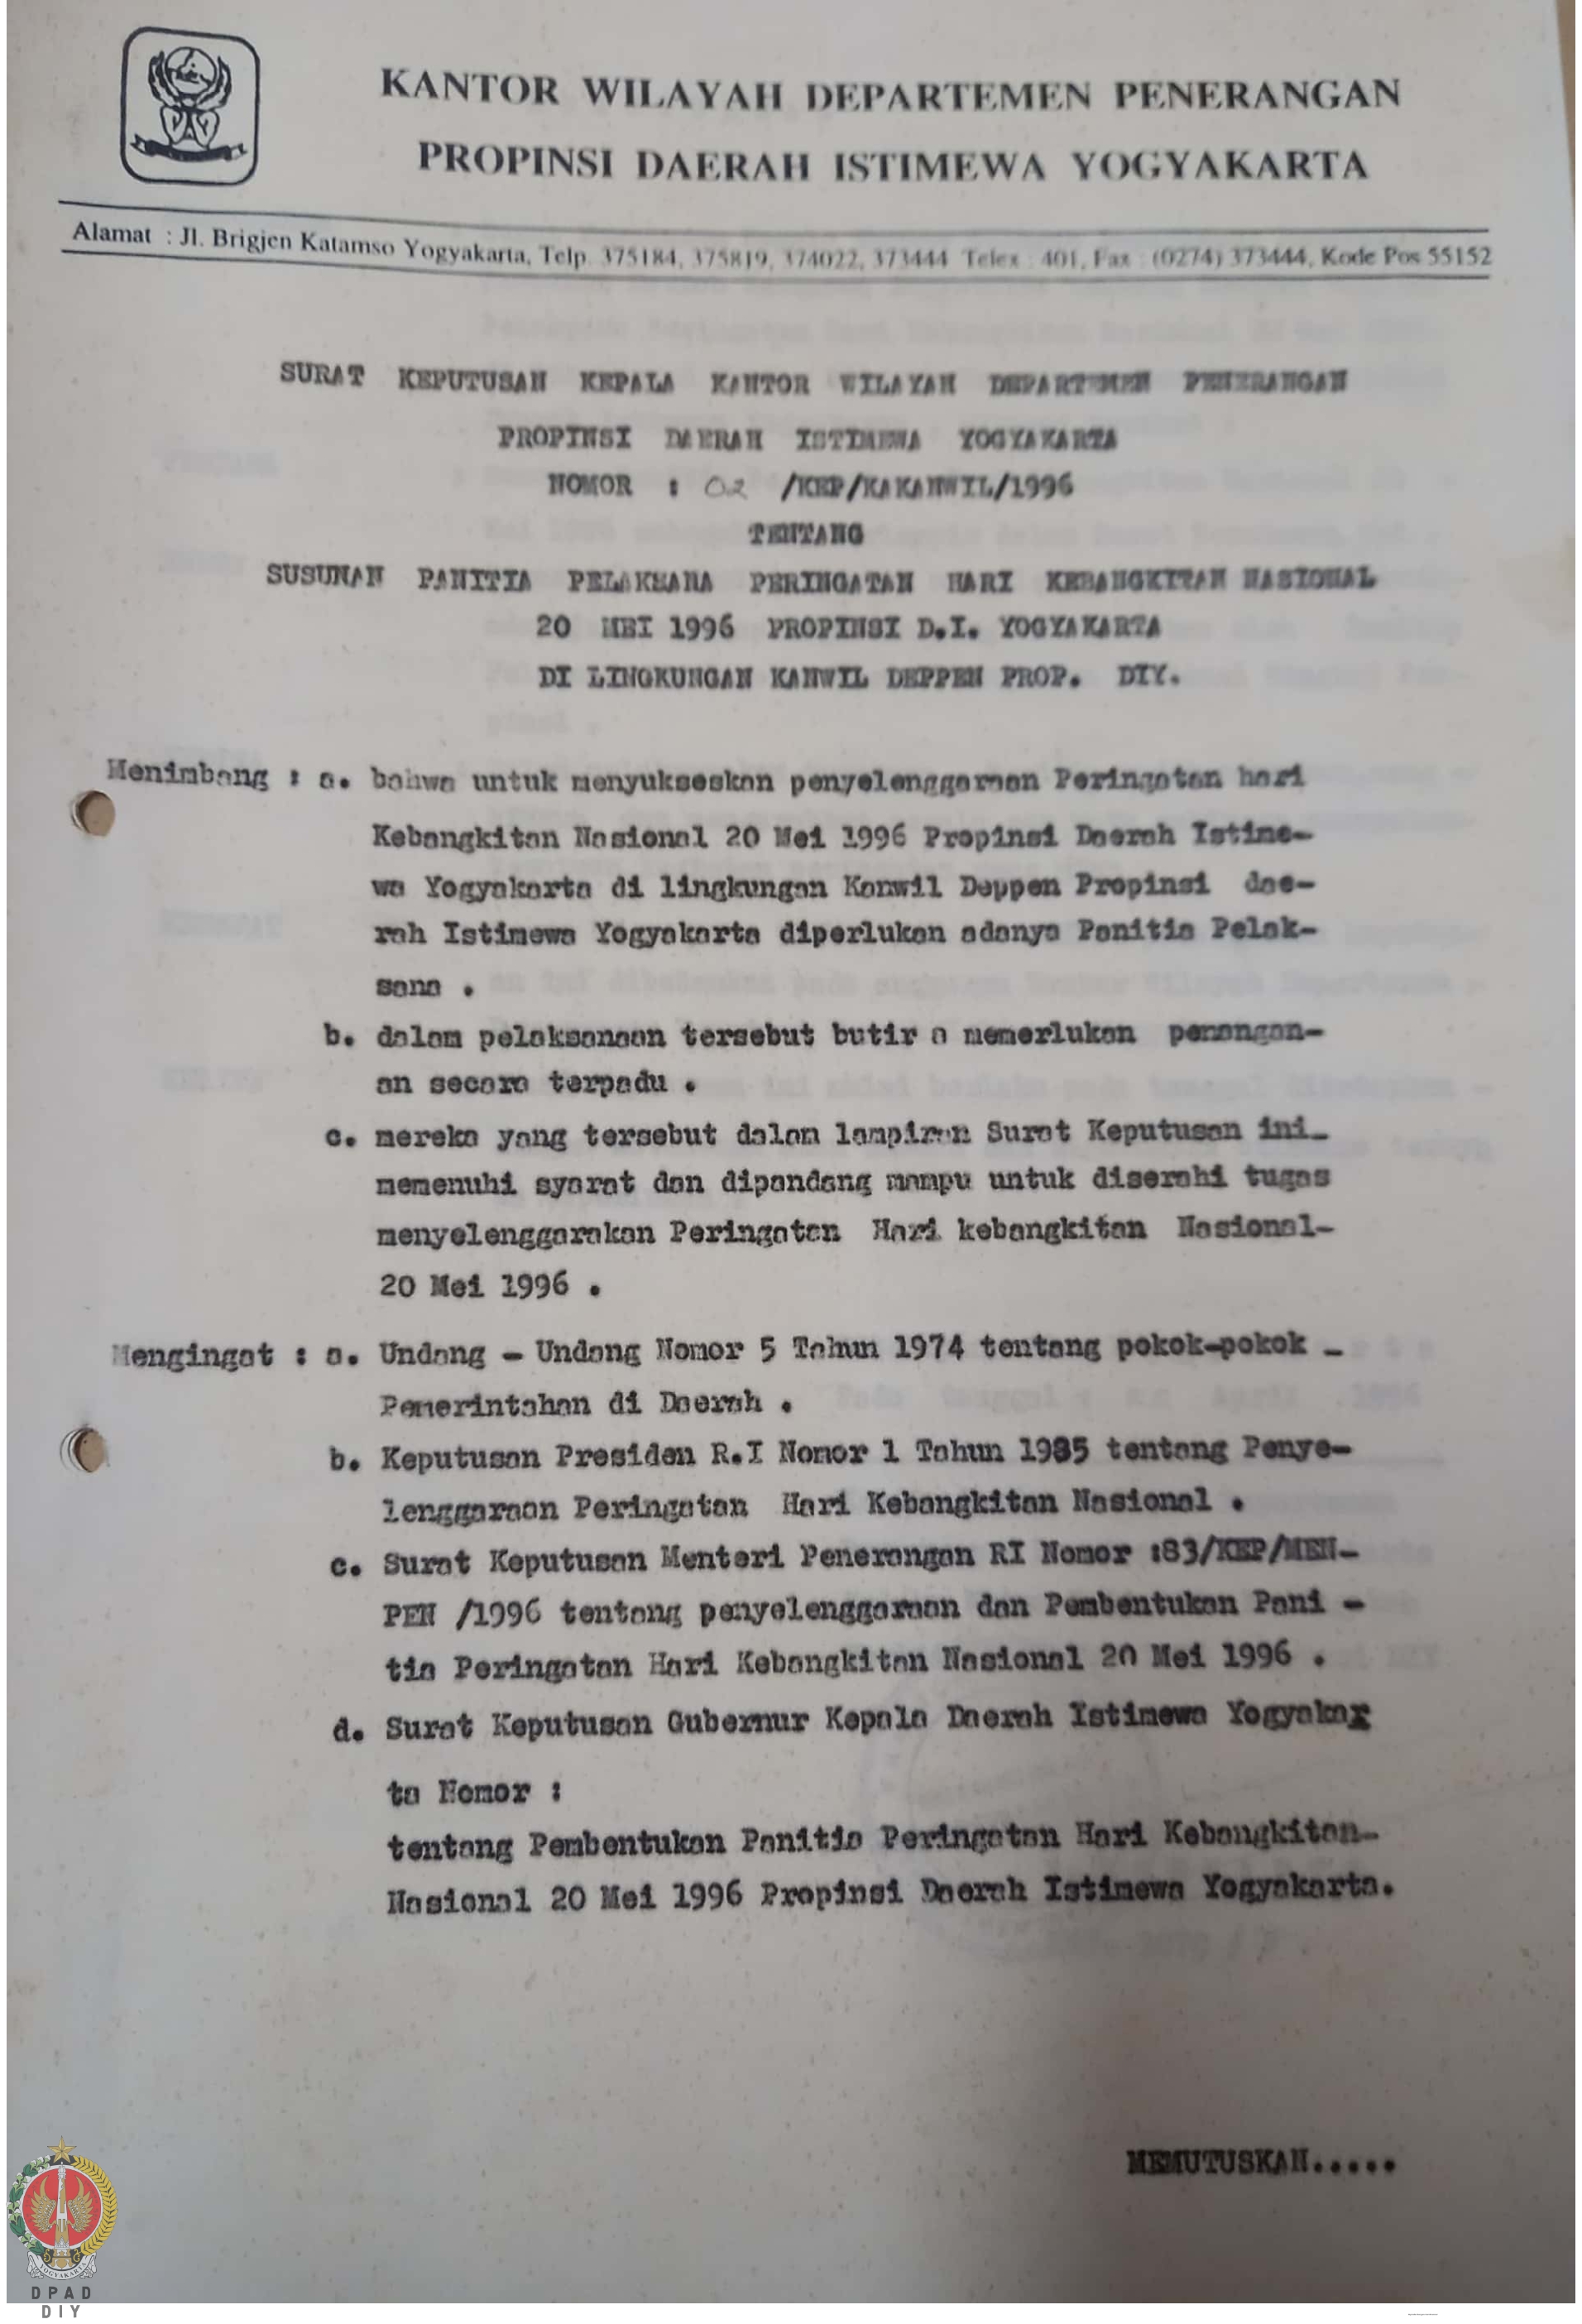 KANTOR WILAYAH DEPARTEMEN PENERANGAN
PROPINSI DAERAH ISTIMEWA YOGYAKARTA
Alamat : Jl. Brigjen Katamso Yogyakarta, Telp. 375184, 375819, 374022, 373444 Telex : 401, Fax : (0274) 373444, Kode Pos 55152
SURAT KEPUTUSAN KEPALA KANTOR WILAYAH DEPARTEMEN PENERANGAN
PROPINSI DAERAH ISTIMEWA YOGYAKARTA
NOMOR : 02 /KEP/KAKANWIL/1996
TENTANG
SUSUNAN PANITIA PELAKSANA PERINGATAN HARI KEBANGKITAN NASIONAL
20 MEI 1996 PROPINSI D.I. YOGYAKARTA
DI LINGKUNGAN KANWIL DEPPEN PROP. DIY.
Menimbang : a. bahwa untuk menyukseskan penyelenggaraan Peringatan hari
Kebangkitan Nasional 20 Mei 1996 Propinsi Daerah Istime-
wa Yogyakarta di lingkungan Kanwil Deppen Propinsi dae-
rah Istimewa Yogyakarta diperlukan adanya Panitia Pelak-
sana .
b. dalam pelaksanaan tersebut butir a memerlukan penangan-
an secara terpadu .
c. mereka yang tersebut dalam lampiran Surat Keputusan ini_
memenuhi syarat dan dipandang mampu untuk diserahi tugas
menyelenggarakan Peringatan Hari kebangkitan Nasional-
20 Mei 1996 .
Mengingat : a. Undang - Undang Nomor 5 Tahun 1974 tentang pokok-pokok _
Pemerintahan di Daerah .
b. Keputusan Presiden R.I Nomor 1 Tahun 1985 tentang Penye-
lenggaraan Peringatan Hari Kebangkitan Nasional .
c. Surat Keputusan Menteri Penerangan RI Nomor :83/KEP/MEN-
PEN /1996 tentang penyelenggaraan dan Pembentukan Pani -
tia Peringatan Hari Kebangkitan Nasional 20 Mei 1996 .
d. Surat Keputusan Gubernur Kepala Daerah Istimewa Yogyakar
ta Nomor :
tentang Pembentukan Panitia Peringatan Hari Kebangkitan-
Nasional 20 Mei 1996 Propinsi Daerah Istimewa Yogyakarta.
MEMUTUSKAN.....
YOGYAKARTA
DPAD
DIY